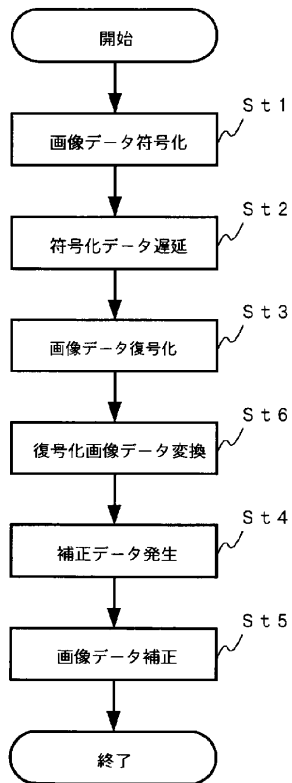 開始
St1
画像データ符号化
St2
符号化データ遅延
St3
画像データ復号化
St6
復号化画像データ変換
St4
補正データ発生
St5
画像データ補正
終了